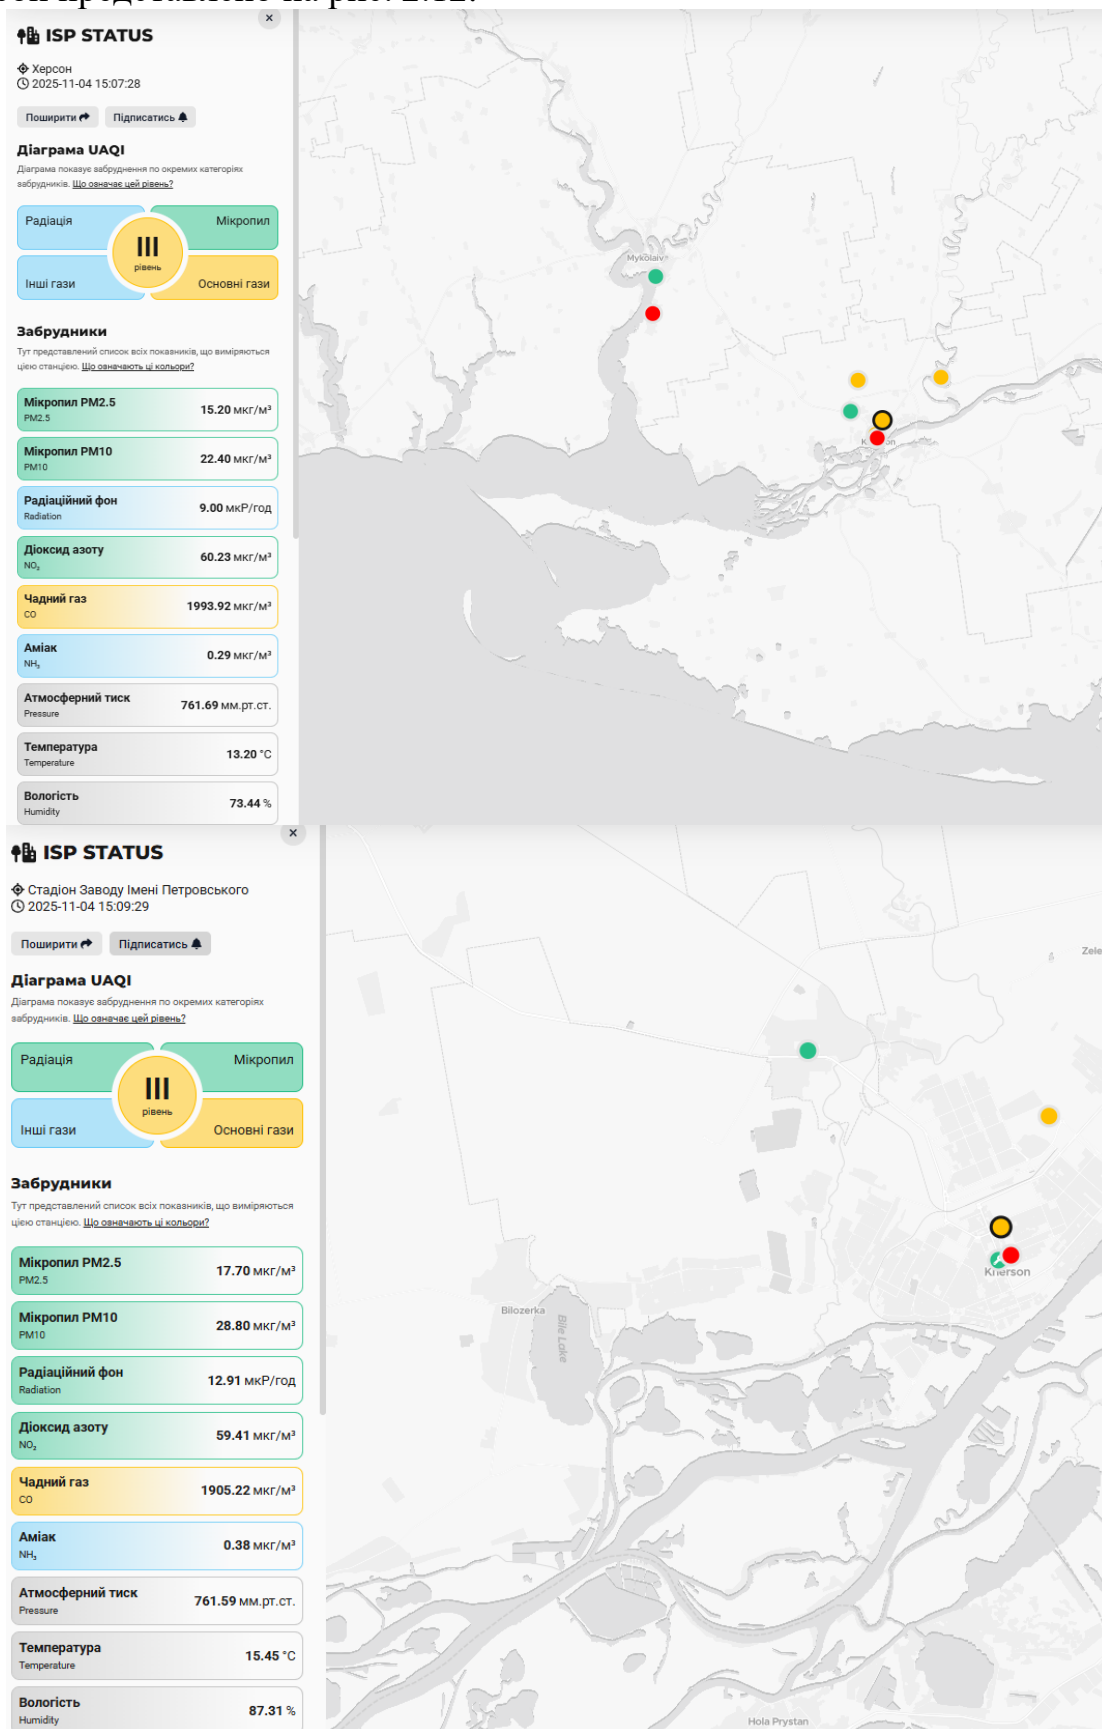 представлено на рис. 2.12.
ISP STATUS
Херсон
2025-11-04 15:07:28
Поширити Підписатись
Діаграма UAQI
Діаграма показує забруднення по окремих категоріях
забрудників. Що означає цей рівень?
Радіація Мікропил
III
рівень
Інші гази Основні гази
Забрудники
Тут представлений список всіх показників, що вимірюються
цією станцією. Що означають ці кольори?
Мікропил PM2.5 15.20 мкг/м³
PM2.5
Мікропил PM10 22.40 мкг/м³
PM10
Радіаційний фон 9.00 мкР/год
Radiation
Діоксид азоту 60.23 мкг/м³
NO₂
Чадний газ 1993.92 мкг/м³
CO
Аміак 0.29 мкг/м³
NH₃
Атмосферний тиск 761.69 мм.рт.ст.
Pressure
Температура 13.20 °C
Temperature
Вологість 73.44 %
Humidity
Mykolaiv
ISP STATUS
Стадіон Заводу Імені Петровського
2025-11-04 15:09:29
Поширити Підписатись
Діаграма UAQI
Діаграма показує забруднення по окремих категоріях
забрудників. Що означає цей рівень?
Радіація Мікропил
III
рівень
Інші гази Основні гази
Забрудники
Тут представлений список всіх показників, що вимірюються
цією станцією. Що означають ці кольори?
Мікропил PM2.5 17.70 мкг/м³
PM2.5
Мікропил PM10 28.80 мкг/м³
PM10
Радіаційний фон 12.91 мкР/год
Radiation
Діоксид азоту 59.41 мкг/м³
NO₂
Чадний газ 1905.22 мкг/м³
CO
Аміак 0.38 мкг/м³
NH₃
Атмосферний тиск 761.59 мм.рт.ст.
Pressure
Температура 15.45 °C
Temperature
Вологість 87.31 %
Humidity
Zele
Kherson
Bilozerka
Bile Lake
Hola Prystan